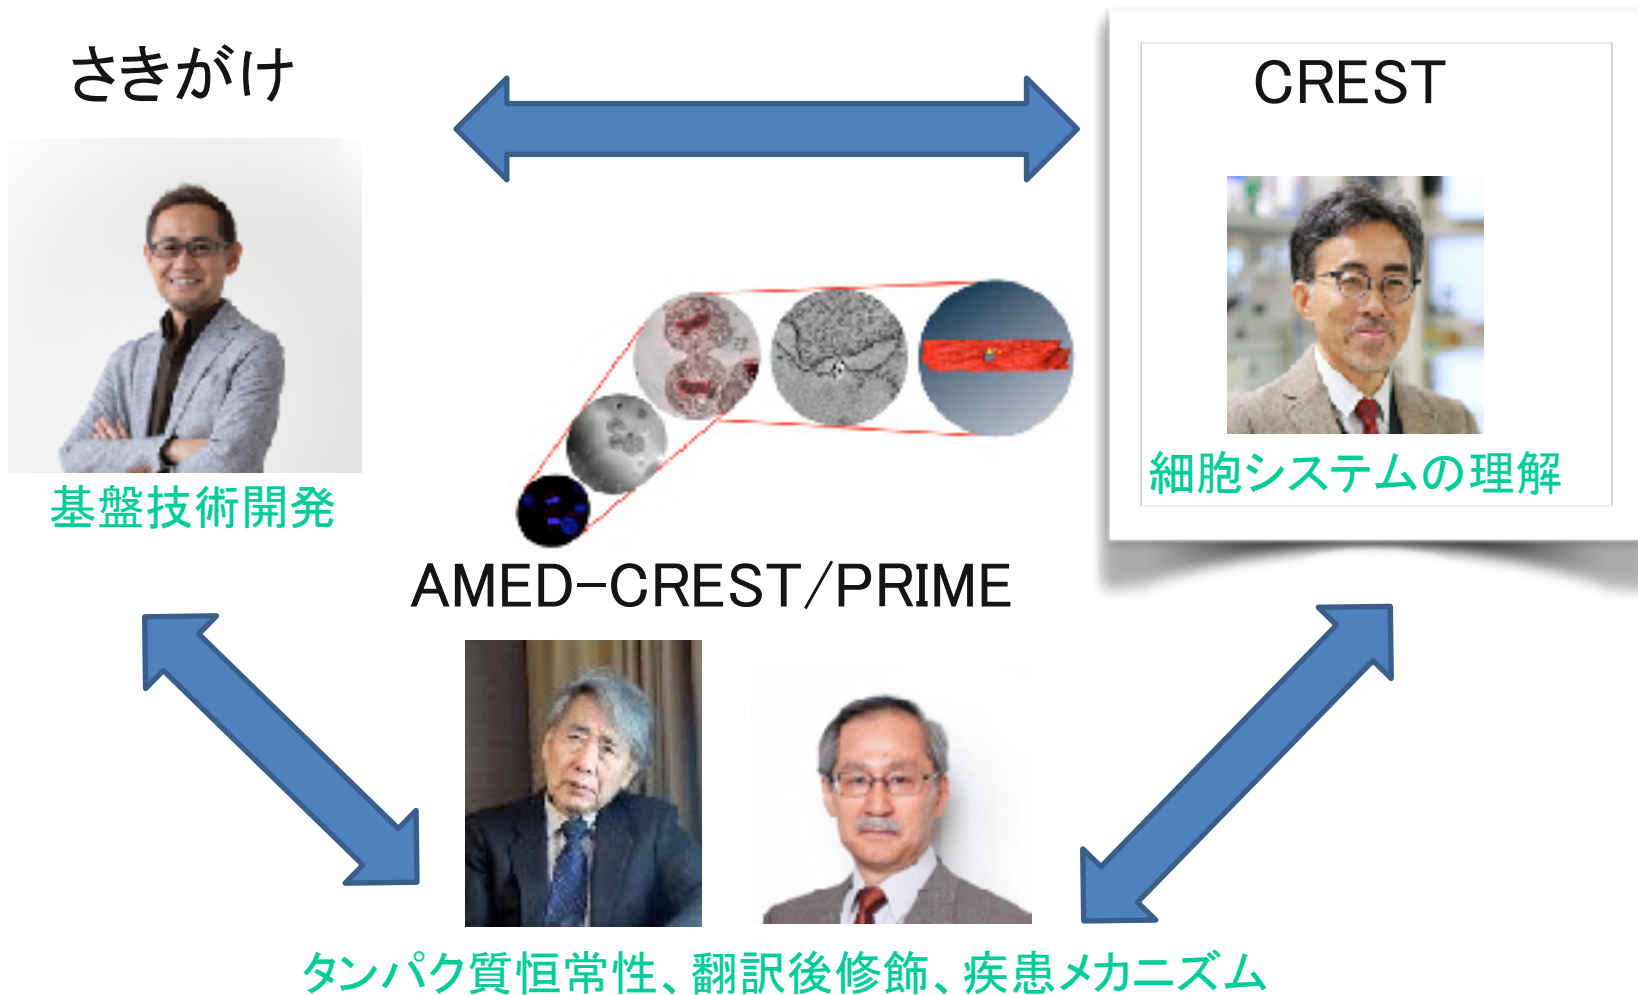 さきがけ
CREST
基盤技術開発
細胞システムの理解
AMED-CREST/PRIME
タンパク質恒常性、翻訳後修飾、疾患メカニズム